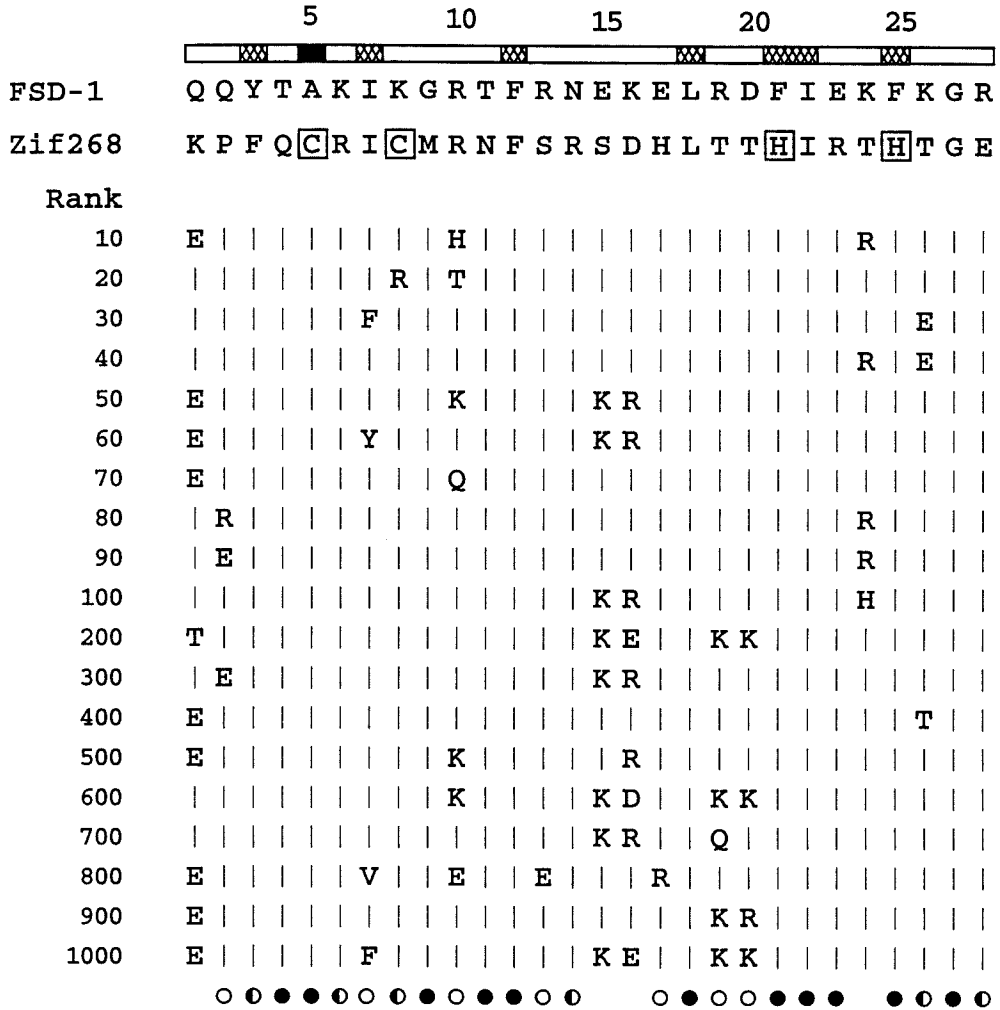 5 10 15 20 25
FSD-1 Q Q Y T A K I K G R T F R N E K E L R D F I E K F K G R
Zif268 K P F Q C R I C M R N F S R S D H L T T H I R T H T G E
Rank
10 E | | | | | | | | H | | | | | | | | | | | | | R | | | |
20 | | | | | | | R | T | | | | | | | | | | | | | | | | | |
30 | | | | | | F | | | | | | | | | | | | | | | | | | E | |
40 | | | | | | | | | | | | | | | | | | | | | | | R | E | |
50 E | | | | | | | | K | | | | K R | | | | | | | | | | | |
60 E | | | | | Y | | | | | | | K R | | | | | | | | | | | |
70 E | | | | | | | | Q | | | | | | | | | | | | | | | | | |
80 | R | | | | | | | | | | | | | | | | | | | | | R | | | |
90 | E | | | | | | | | | | | | | | | | | | | | | R | | | |
100 | | | | | | | | | | | | | | K R | | | | | | | H | | | |
200 T | | | | | | | | | | | | | K E | | K K | | | | | | | |
300 | E | | | | | | | | | | | | K R | | | | | | | | | | | |
400 E | | | | | | | | | | | | | | | | | | | | | | | | T | |
500 E | | | | | | | | K | | | | | R | | | | | | | | | | | |
600 | | | | | | | | | K | | | | K D | | K K | | | | | | | |
700 | | | | | | | | | | | | | | K R | | Q | | | | | | | | |
800 E | | | | | V | | E | | E | | | R | | | | | | | | | | |
900 E | | | | | | | | | | | | | | | | | K R | | | | | | | |
1000 E | | | | | F | | | | | | | K E | | K K | | | | | | | |